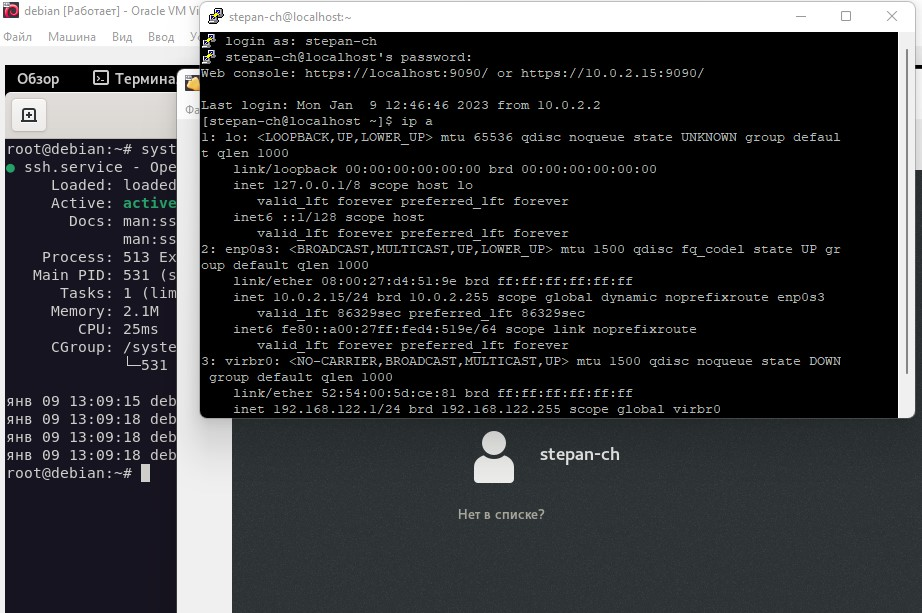 debian [Работает] - Oracle VM Vi
Файл Машина Вид Ввод
Обзор Термина
root@debian:~# syst
● ssh.service - Ope
Loaded: loaded
Active: active
Docs: man:ss
man:ss
Process: 513 Ex
Main PID: 531 (s
Tasks: 1 (lim
Memory: 2.1M
CPU: 25ms
CGroup: /syste
└─531
янв 09 13:09:15 deb
янв 09 13:09:18 deb
янв 09 13:09:18 deb
янв 09 13:09:18 deb
root@debian:~#
stepan-ch@localhost:~
login as: stepan-ch
stepan-ch@localhost's password:
Web console: https://localhost:9090/ or https://10.0.2.15:9090/
Last login: Mon Jan  9 12:46:46 2023 from 10.0.2.2
[stepan-ch@localhost ~]$ ip a
1: lo: <LOOPBACK,UP,LOWER_UP> mtu 65536 qdisc noqueue state UNKNOWN group defaul
t qlen 1000
link/loopback 00:00:00:00:00:00 brd 00:00:00:00:00:00
inet 127.0.0.1/8 scope host lo
valid_lft forever preferred_lft forever
inet6 ::1/128 scope host
valid_lft forever preferred_lft forever
2: enp0s3: <BROADCAST,MULTICAST,UP,LOWER_UP> mtu 1500 qdisc fq_codel state UP gr
oup default qlen 1000
link/ether 08:00:27:d4:51:9e brd ff:ff:ff:ff:ff:ff
inet 10.0.2.15/24 brd 10.0.2.255 scope global dynamic noprefixroute enp0s3
valid_lft 86329sec preferred_lft 86329sec
inet6 fe80::a00:27ff:fed4:519e/64 scope link noprefixroute
valid_lft forever preferred_lft forever
3: virbr0: <NO-CARRIER,BROADCAST,MULTICAST,UP> mtu 1500 qdisc noqueue state DOWN
group default qlen 1000
link/ether 52:54:00:5d:ce:81 brd ff:ff:ff:ff:ff:ff
inet 192.168.122.1/24 brd 192.168.122.255 scope global virbr0
stepan-ch
Нет в списке?